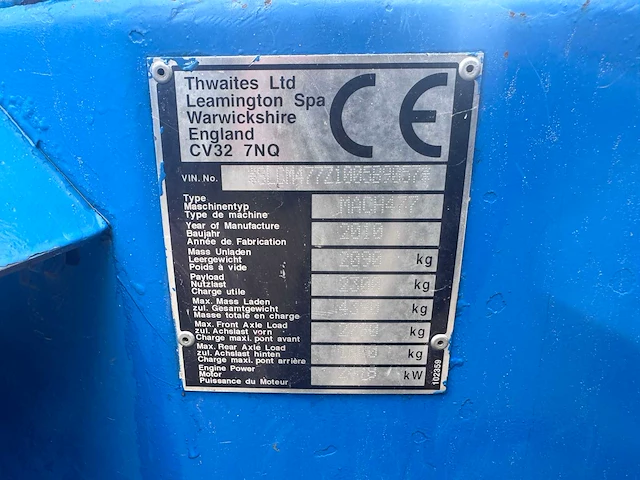 Thwaites Ltd
Leamington Spa
Warwickshire
England
CV32 7NQ
CE
VIN. No.
Type
Maschinentyp
Type de machine
Year of Manufacture
Baujahr 2010
Année de Fabrication
Mass Unladen
Leergewicht kg
Poids à vide
Payload
Nutzlast kg
Charge utile
Max. Mass Laden
zul. Gesamtgewicht kg
Masse totale en charge
Max. Front Axle Load
zul. Achslast vorn kg
Charge maxi. pont avant
Max. Rear Axle Load
zul. Achslast hinten kg
Charge maxi. pont arrière
Engine Power
Motor kW
Puissance du Moteur
102359